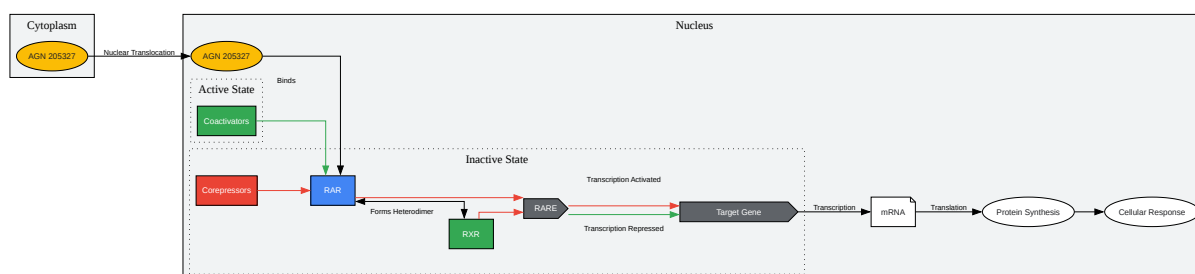 Cytoplasm
AGN 205327
Nuclear Translocation
Nucleus
AGN 205327
Binds
Active State
Coactivators
Inactive State
Corepressors
RAR
Forms Heterodimer
RXR
RARE
Transcription Activated
Transcription Repressed
Target Gene
Transcription
mRNA
Translation
Protein Synthesis
Cellular Response